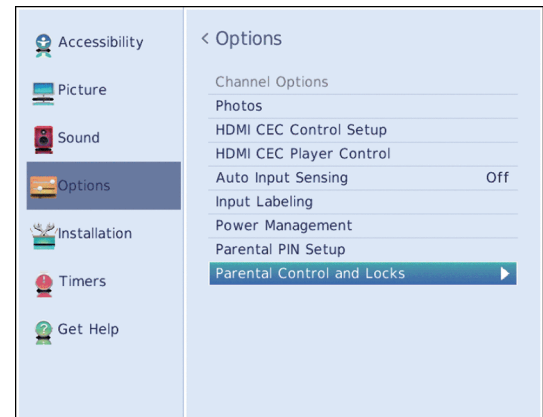 Accessibility
Picture
Sound
Options
Installation
Timers
Get Help
< Options
Channel Options
Photos
HDMI CEC Control Setup
HDMI CEC Player Control
Auto Input Sensing Off
Input Labeling
Power Management
Parental PIN Setup
Parental Control and Locks